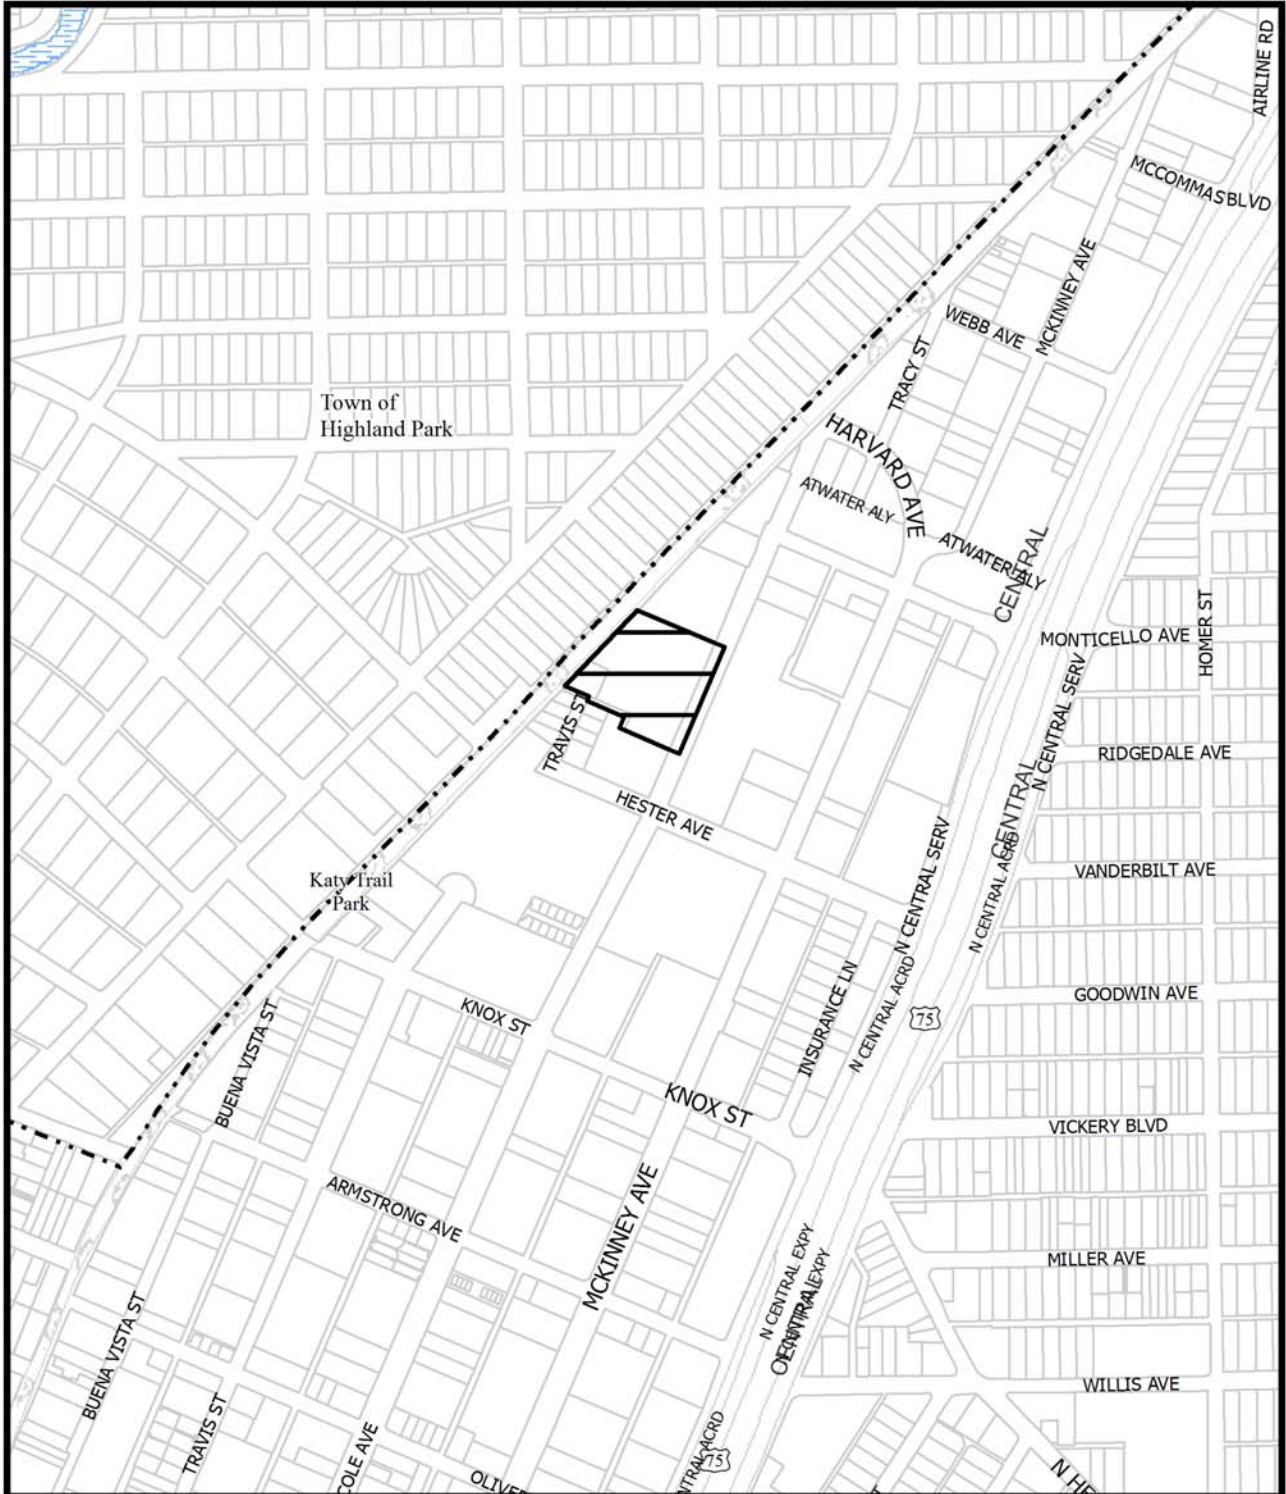 AIRLINE RD
MCCOMMAS BLVD
MCKINNEY AVE
WEBB AVE
TRACY ST
Town of
Highland Park
HARVARD AVE
ATWATER ALY
ATWATER ALY
CENTRAL
HOMER ST
MONTICELLO AVE
N CENTRAL SERV
TRAVIS ST
RIDGEDALE AVE
CENTRAL
HESTER AVE
N CENTRAL SERV
N CENTRAL ACRD
VANDERBILT AVE
Katy Trail
Park
N CENTRAL ACRD
INSURANCE LN
GOODWIN AVE
BUENA VISTA ST
KNOX ST
75
KNOX ST
VICKERY BLVD
ARMSTRONG AVE
MCKINNEY AVE
N CENTRAL EXPY
MILLER AVE
BUENA VISTA ST
WILLIS AVE
TRAVIS ST
COLE AVE
75